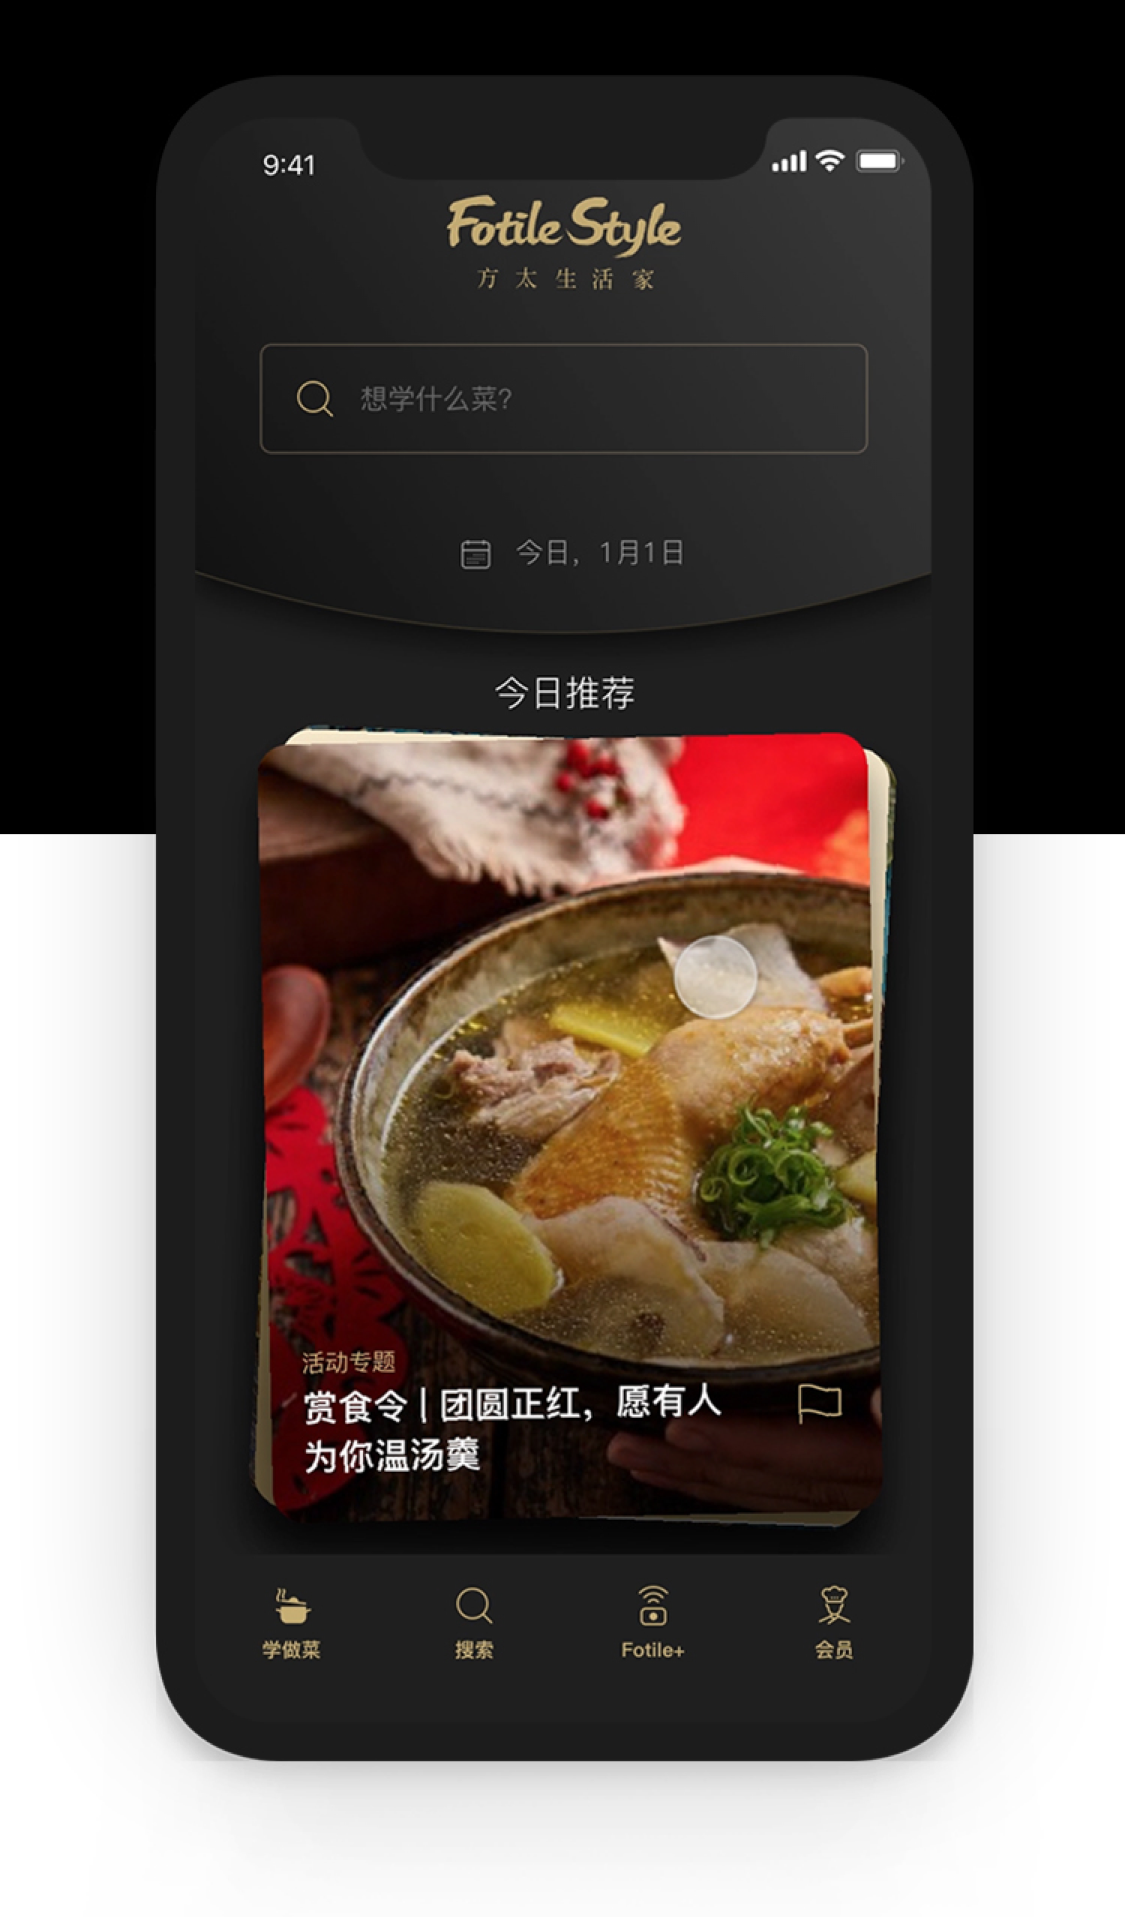 9:41
Fotile Style
方太生活家
想学什么菜?
今日，1月1日
今日推荐
活动专题
赏食令 | 团圆正红，愿有人
为你温汤羹
学做菜
搜索
Fotile+
会员